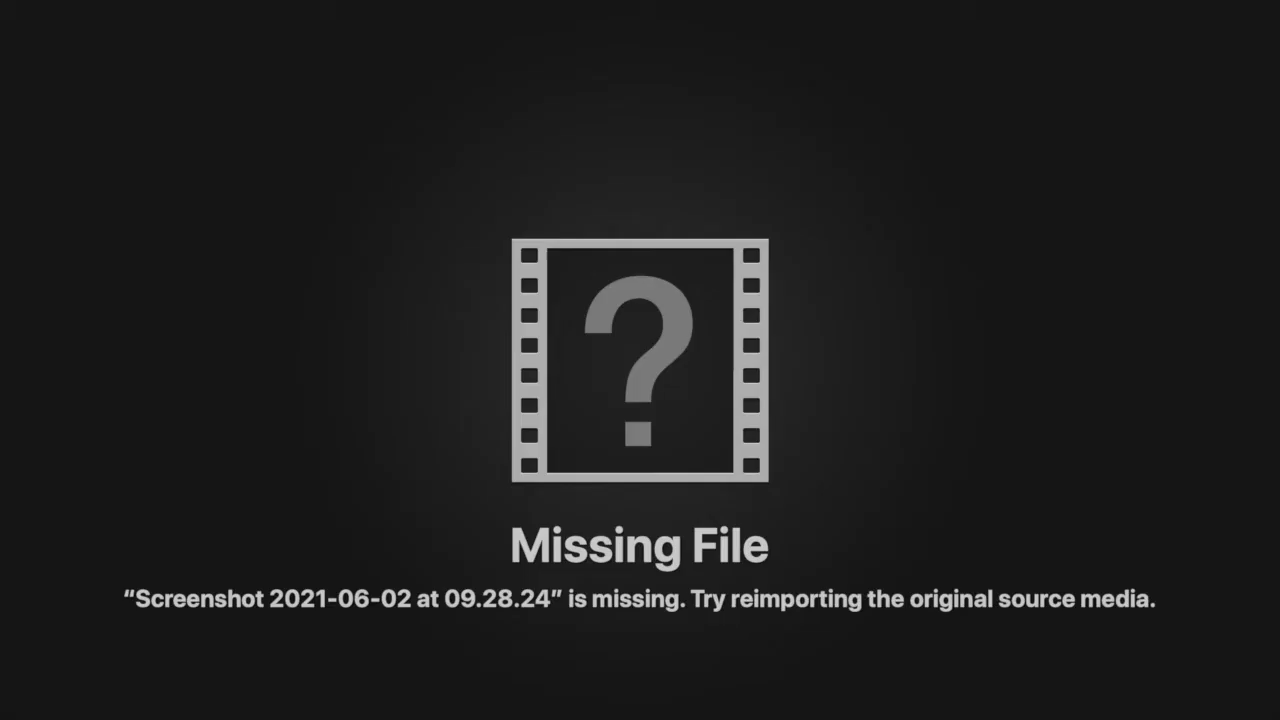 ?
Missing File
“Screenshot 2021-06-02 at 09.28.24” is missing. Try reimporting the original source media.